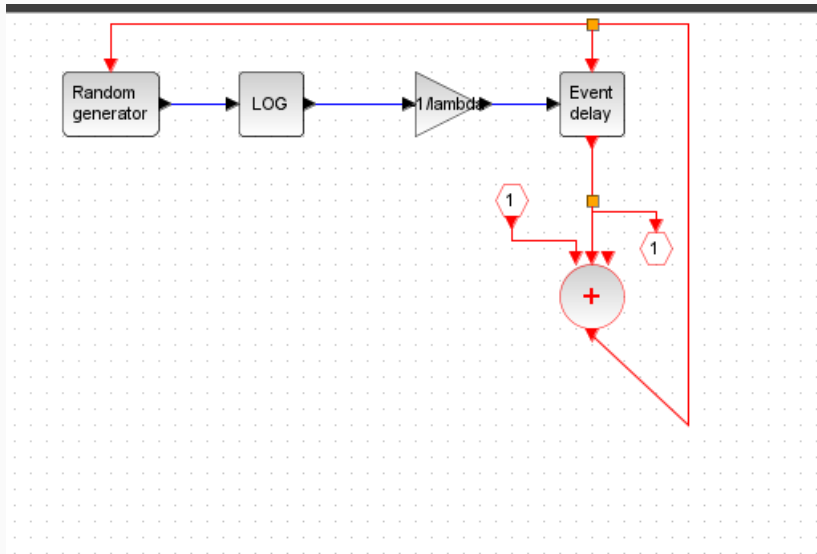 Random
generator
LOG
1/lambda
Event
delay
1
1
+